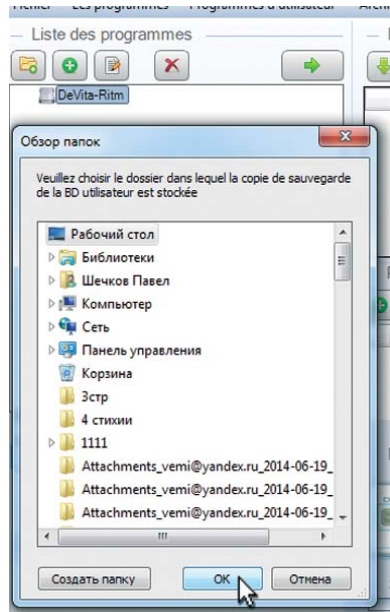 Liste des programmes
DeVita-Ritm
Обзор папок
Veuillez choisir le dossier dans lequel la copie de sauvegarde
de la BD utilisateur est stockée
Рабочий стол
Библиотеки
Шечков Павел
Компьютер
Сеть
Панель управления
Корзина
3стр
4 стихии
1111
Attachments_vemi@yandex.ru_2014-06-19_
Attachments_vemi@yandex.ru_2014-06-19_
Attachments_vemi@yandex.ru_2014-06-19_
Создать папку
OK
Отмена